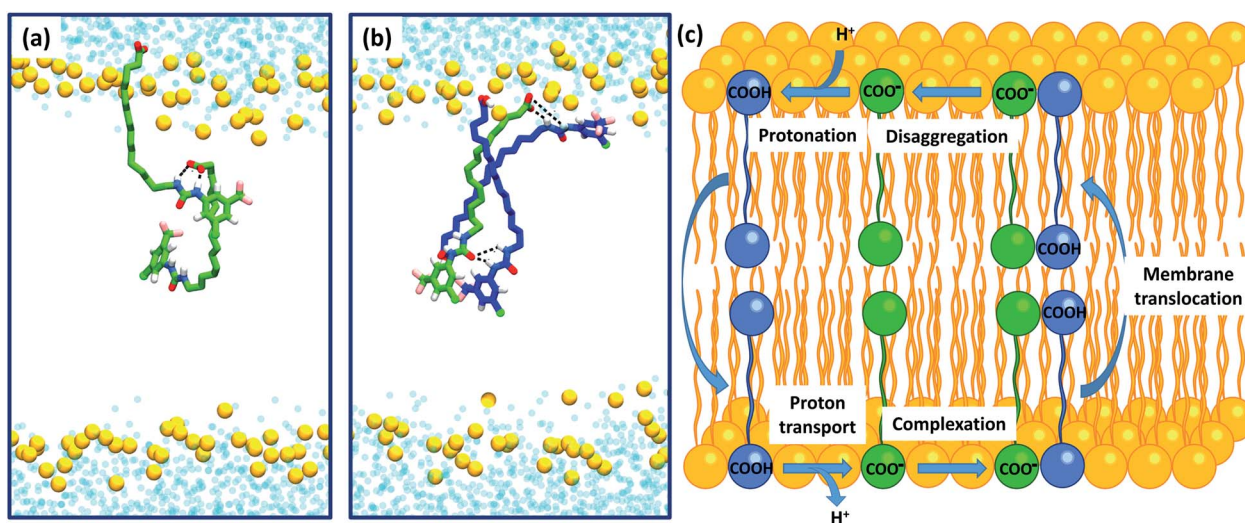 (a)
(b)
(c)
H⁺
COOH
COO⁻
COO⁻
Protonation
Disaggregation
COOH
COOH
Membrane
translocation
Proton
transport
Complexation
COOH
COO⁻
COO⁻
H⁺